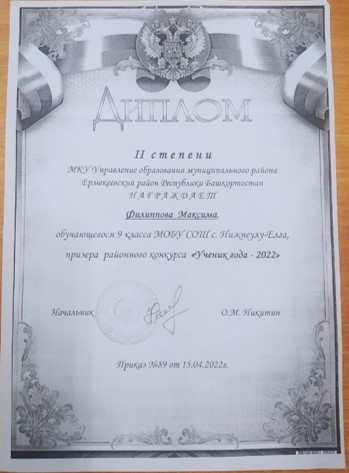 ДИПЛОМ
II степени
МКУ Управление образования муниципального района
Ермекеевский район Республики Башкортостан
НАГРАЖДАЕТ
Филиппова Максима,
обучающегося 9 класса МОБУ СОШ с. Нижнеулу-Елга,
призера районного конкурса «Ученик года - 2022»
Начальник О.М. Никитин
Приказ №89 от 15.04.2022г.